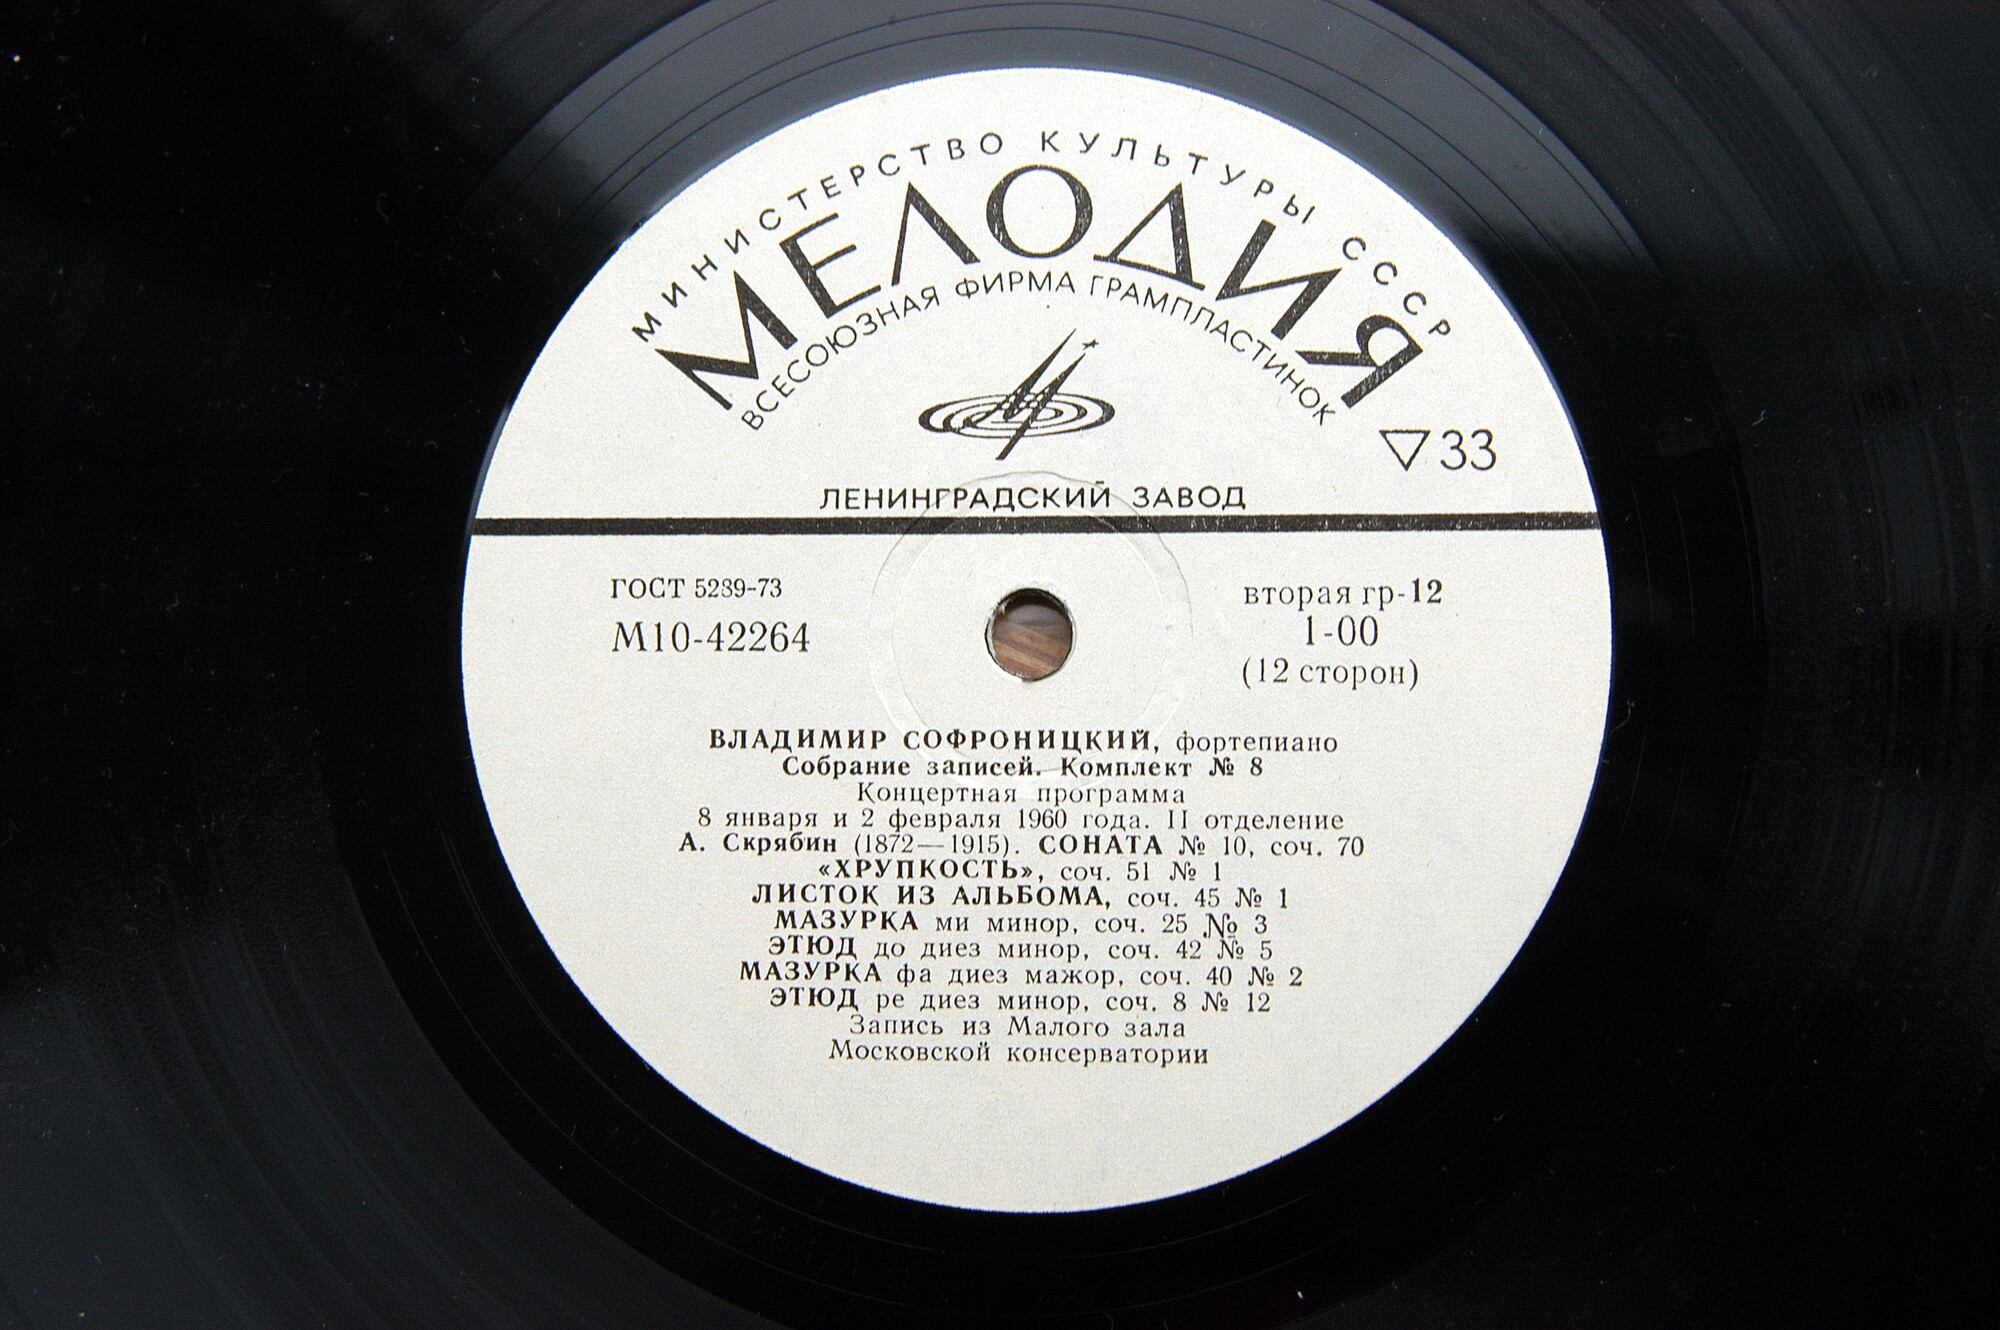 МИНИСТЕРСТВО КУЛЬТУРЫ СССР
МЕЛОДИЯ
ВСЕСОЮЗНАЯ ФИРМА ГРАМПЛАСТИНОК
▽33
ЛЕНИНГРАДСКИЙ ЗАВОД
ГОСТ 5289-73
М10-42264
вторая гр-12
1-00
(12 сторон)
ВЛАДИМИР СОФРОНИЦКИЙ, фортепиано
Собрание записей. Комплект № 8
Концертная программа
8 января и 2 февраля 1960 года. II отделение
А. Скрябин (1872—1915). СОНАТА № 10, соч. 70
«ХРУПКОСТЬ», соч. 51 № 1
ЛИСТОК ИЗ АЛЬБОМА, соч. 45 № 1
МАЗУРКА ми минор, соч. 25 № 3
ЭТЮД до диез минор, соч. 42 № 5
МАЗУРКА фа диез мажор, соч. 40 № 2
ЭТЮД ре диез минор, соч. 8 № 12
Запись из Малого зала
Московской консерватории